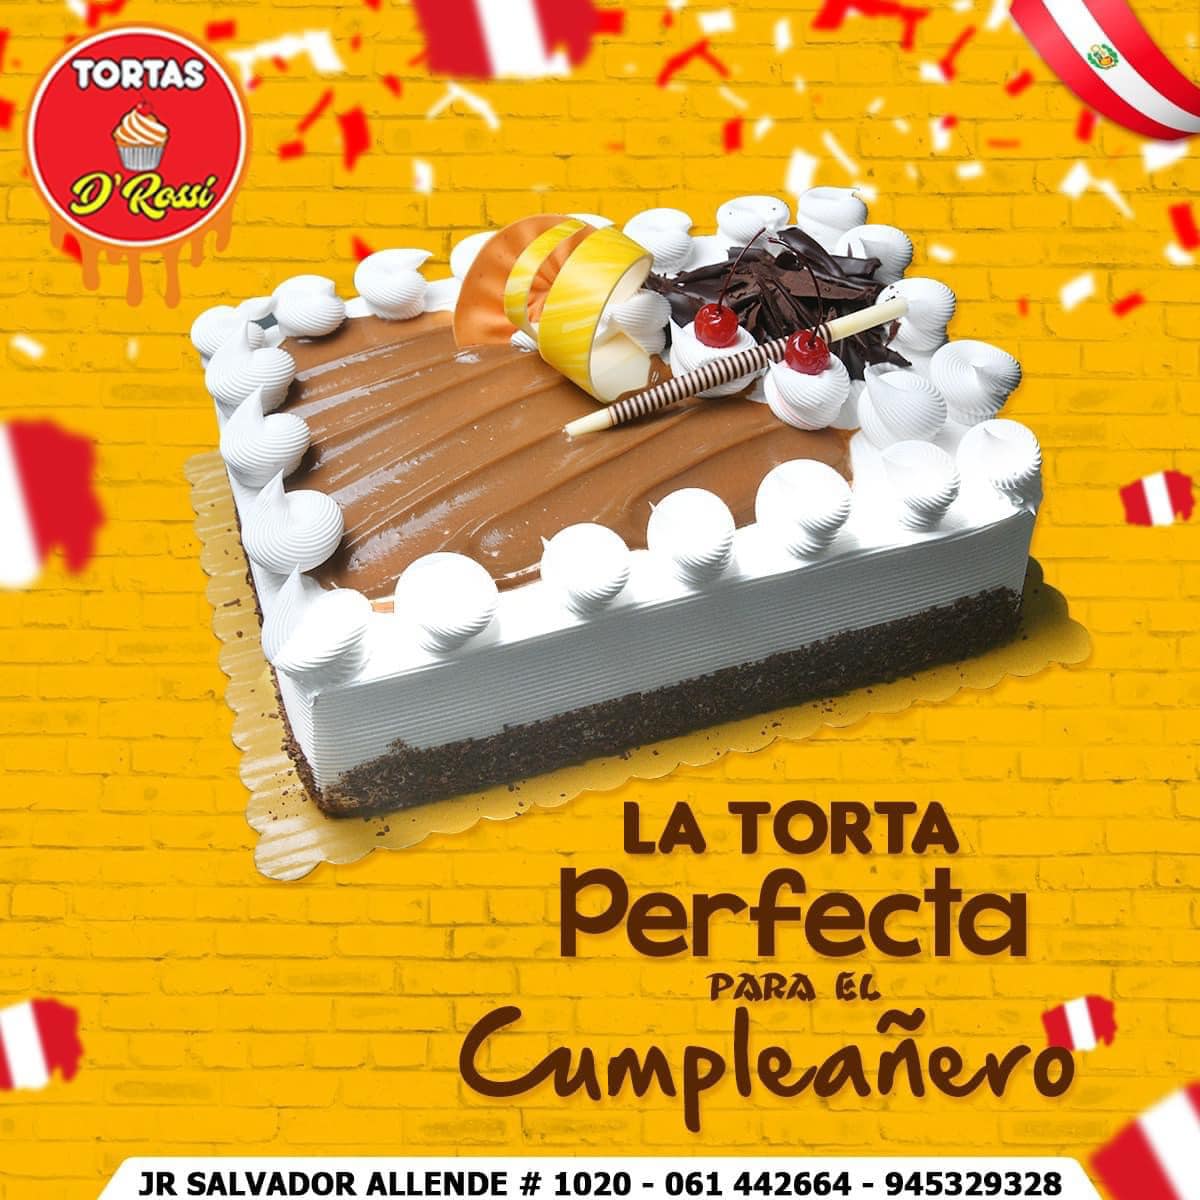 TORTAS
D'Rossi
LA TORTA
Perfecta
PARA EL
Cumpleañero
JR SALVADOR ALLENDE # 1020 - 061 442664 - 945329328